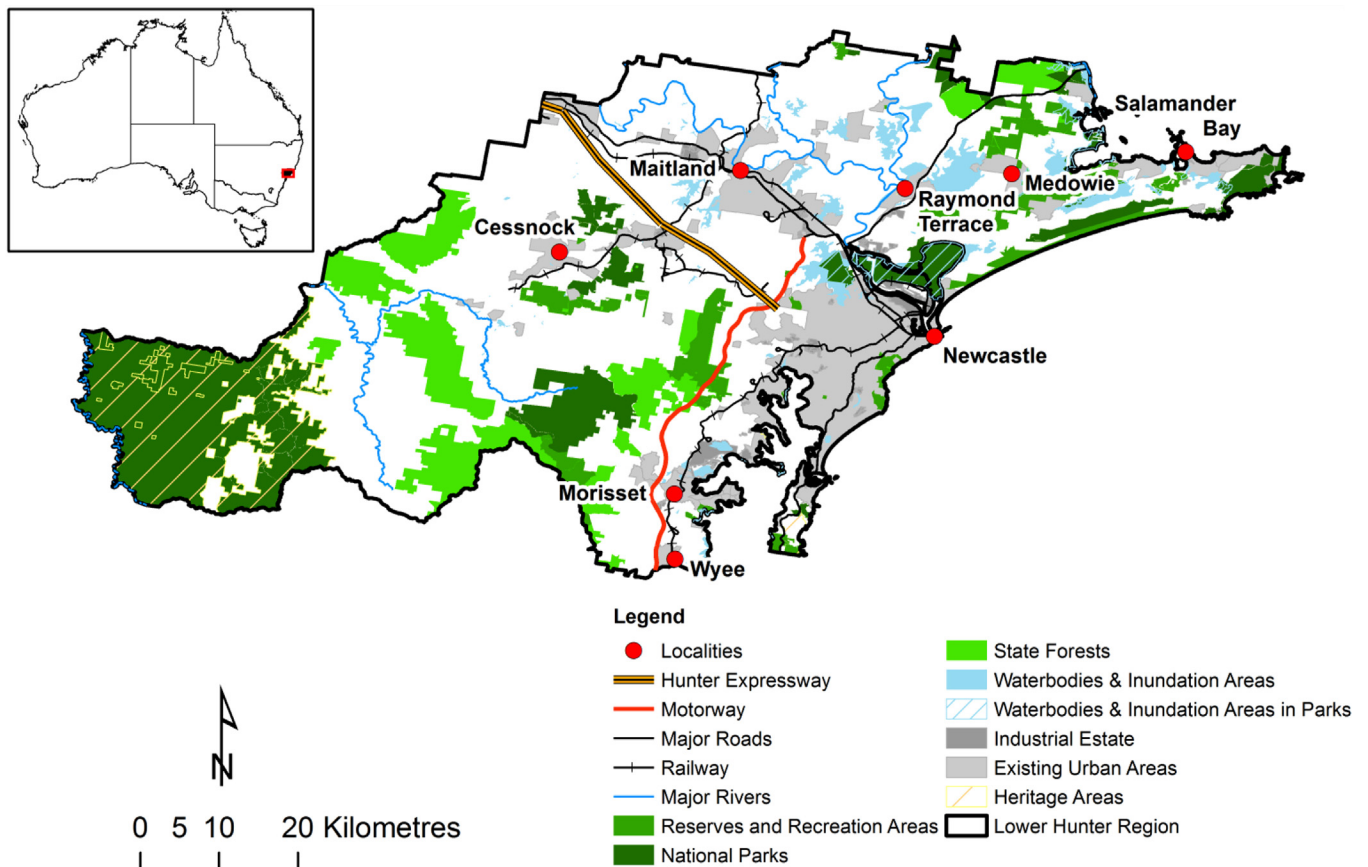 Salamander
Bay
Maitland
Medowie
Raymond
Terrace
Cessnock
Newcastle
Morisset
Wyee
Legend
Localities
Hunter Expressway
Motorway
Major Roads
Railway
Major Rivers
Reserves and Recreation Areas
National Parks
State Forests
Waterbodies & Inundation Areas
Waterbodies & Inundation Areas in Parks
Industrial Estate
Existing Urban Areas
Heritage Areas
Lower Hunter Region
N
0 5 10 20 Kilometres